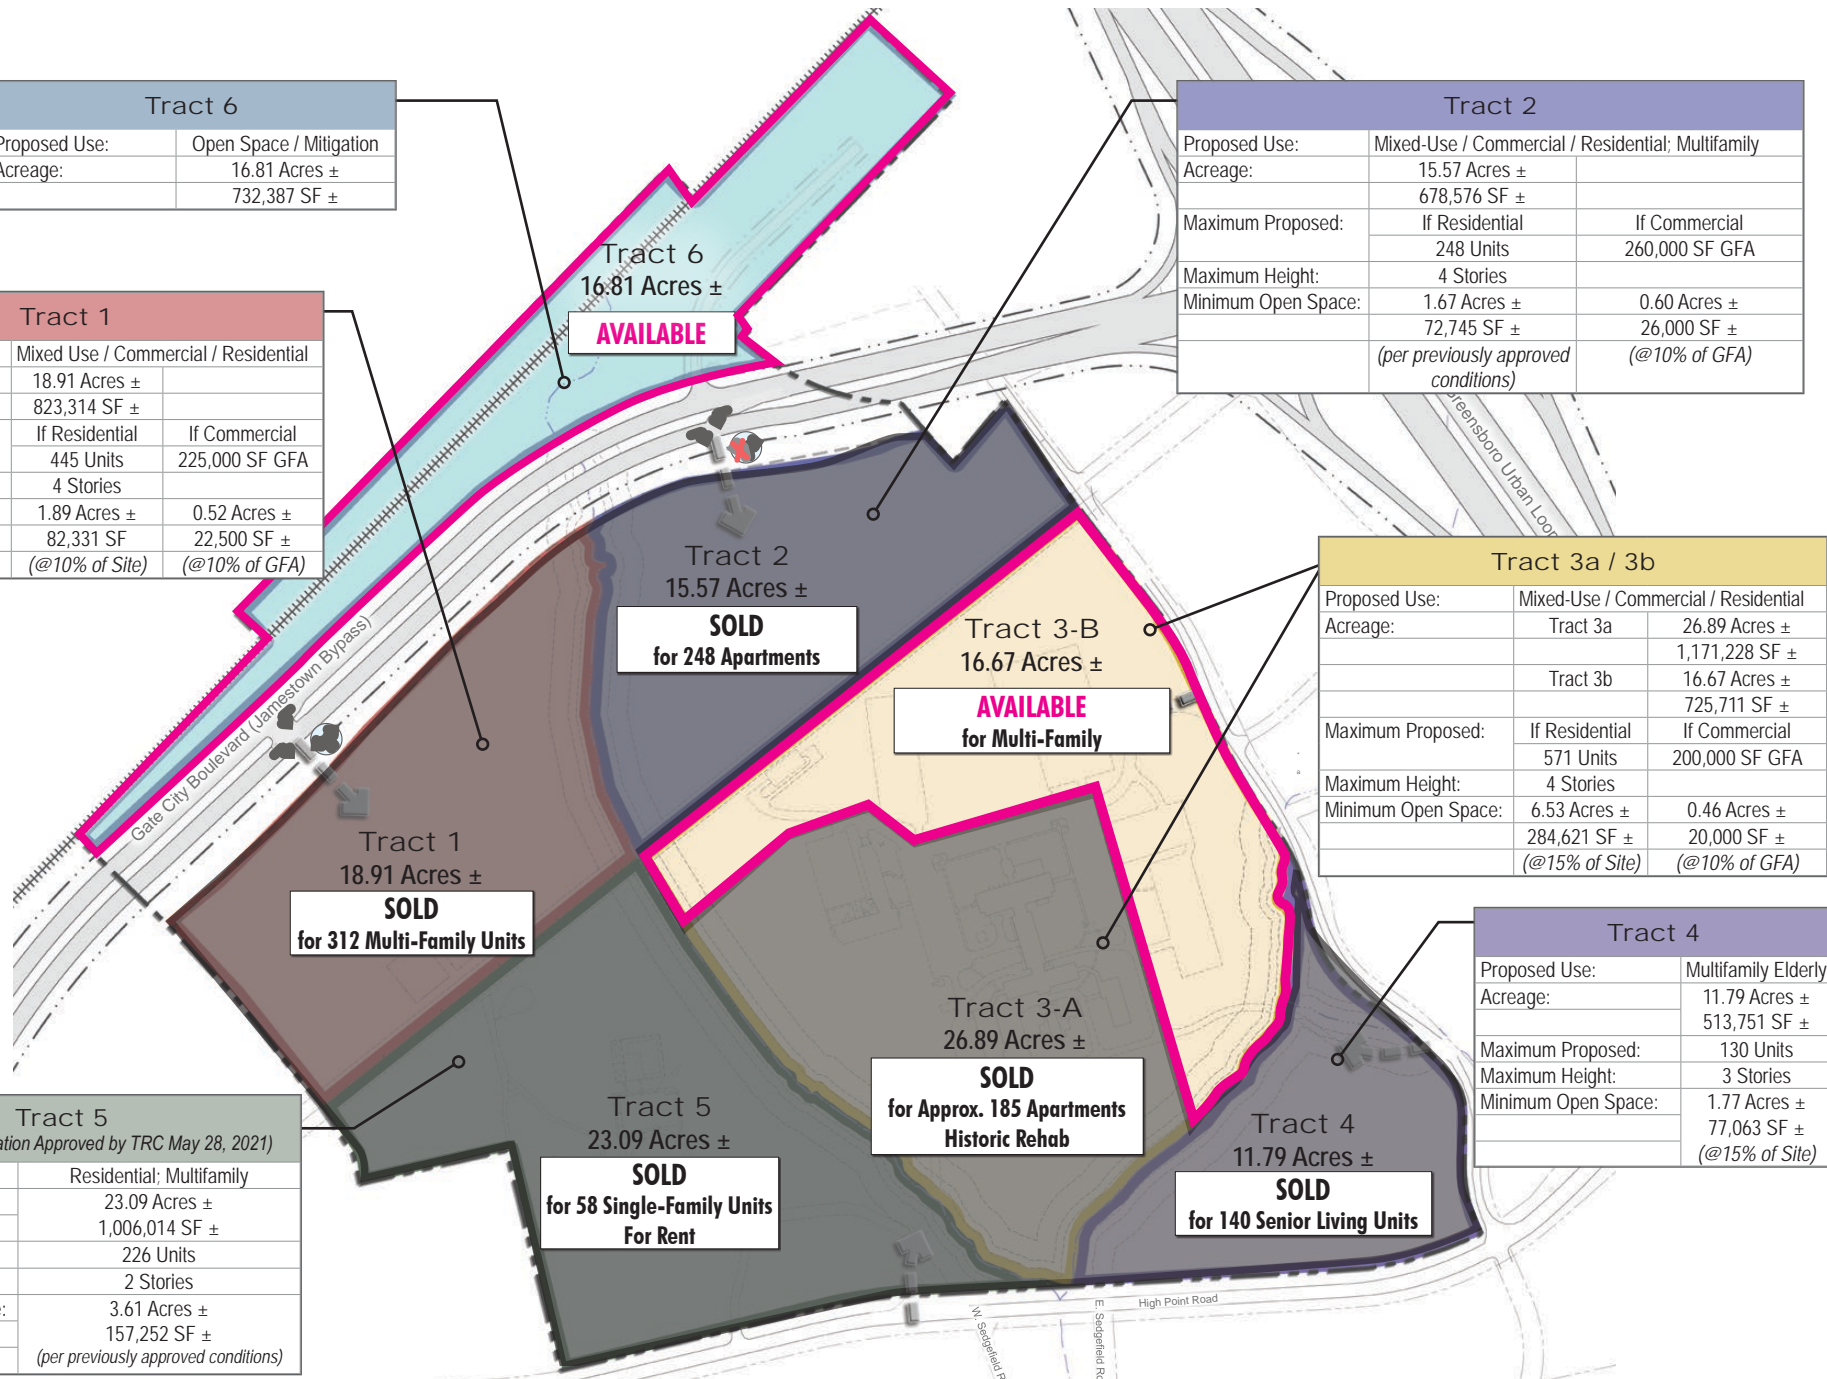 Tract 6
Proposed Use: Open Space / Mitigation
Acreage: 16.81 Acres ±
732,387 SF ±
Tract 1
Mixed Use / Commercial / Residential
18.91 Acres ±
823,314 SF ±
If Residential If Commercial
445 Units 225,000 SF GFA
4 Stories
1.89 Acres ± 0.52 Acres ±
82,331 SF 22,500 SF ±
(@10% of Site) (@10% of GFA)
Tract 2
Proposed Use: Mixed-Use / Commercial / Residential; Multifamily
Acreage: 15.57 Acres ±
678,576 SF ±
Maximum Proposed: If Residential If Commercial
248 Units 260,000 SF GFA
Maximum Height: 4 Stories
Minimum Open Space: 1.67 Acres ± 0.60 Acres ±
72,745 SF ± 26,000 SF ±
(per previously approved (@10% of GFA)
conditions)
Tract 3a / 3b
Proposed Use: Mixed-Use / Commercial / Residential
Acreage: Tract 3a 26.89 Acres ±
1,171,228 SF ±
Tract 3b 16.67 Acres ±
725,711 SF ±
Maximum Proposed: If Residential If Commercial
571 Units 200,000 SF GFA
Maximum Height: 4 Stories
Minimum Open Space: 6.53 Acres ± 0.46 Acres ±
284,621 SF ± 20,000 SF ±
(@15% of Site) (@10% of GFA)
Tract 4
Proposed Use: Multifamily Elderly
Acreage: 11.79 Acres ±
513,751 SF ±
Maximum Proposed: 130 Units
Maximum Height: 3 Stories
Minimum Open Space: 1.77 Acres ±
77,063 SF ±
(@15% of Site)
Tract 5
Approved by TRC May 28, 2021)
Residential; Multifamily
23.09 Acres ±
1,006,014 SF ±
226 Units
2 Stories
3.61 Acres ±
157,252 SF ±
(per previously approved conditions)
Tract 6
16.81 Acres ±
AVAILABLE
Tract 2
15.57 Acres ±
SOLD
for 248 Apartments
Tract 3-B
16.67 Acres ±
AVAILABLE
for Multi-Family
Tract 1
18.91 Acres ±
SOLD
for 312 Multi-Family Units
Tract 3-A
26.89 Acres ±
SOLD
for Approx. 185 Apartments
Historic Rehab
Tract 5
23.09 Acres ±
SOLD
for 58 Single-Family Units
For Rent
Tract 4
11.79 Acres ±
SOLD
for 140 Senior Living Units
Gate City Boulevard (Jamestown Bypass)
Greensboro Urban Loop
High Point Road
W. Sedgefield
E. Sedgefield